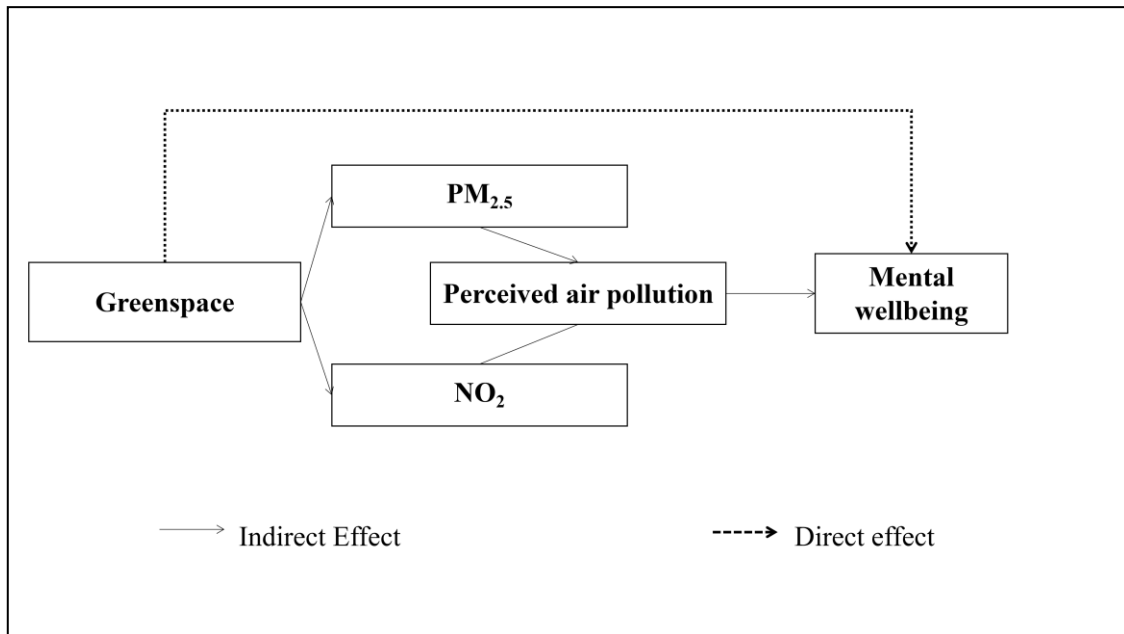 PM2.5
Greenspace
Perceived air pollution
Mental
wellbeing
NO2
Indirect Effect
Direct effect